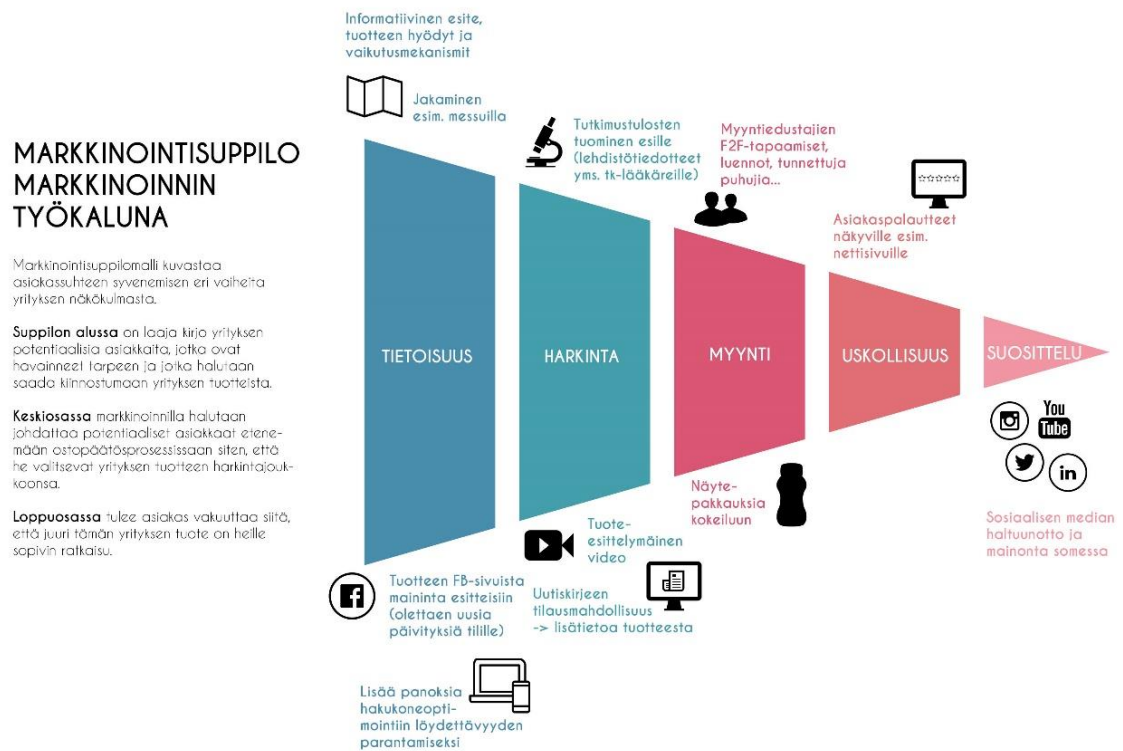 MARKKINOINTISUPPILO
MARKKINOINNIN
TYÖKALUNA
Markkinointisuppilomalli kuvastaa
asiakassuhteen syvenemisen eri vaiheita
yrityksen näkökulmasta.
Suppilon alussa on laaja kirjo yrityksen
potentiaalisia asiakkaita, jotka ovat
havainneet tarpeen ja jotka halutaan
saada kiinnostumaan yrityksen tuotteista.
Keskiosassa markkinoinnilla halutaan
johdattaa potentiaaliset asiakkaat etene-
mään ostopäätösprosessissaan siten, että
he valitsevat yrityksen tuotteen harkintajouk-
koonsa.
Loppuosassa tulee asiakas vakuuttaa siitä,
että juuri tämän yrityksen tuote on heille
sopivin ratkaisu.
Informatiivinen esite,
tuotteen hyödyt ja
vaikutusmekanismit
Jakaminen
esim. messuilla
TIETOISUUS
Tuotteen FB-sivuista
maininta esitteisiin
(olettaen uusia
päivityksiä tilille)
Lisää panoksia
hakukoneopti-
mointiin löydettävyyden
parantamiseksi
Tutkimustulosten
tuominen esille
(lehdistötiedotteet
yms. tk-lääkäreille)
HARKINTA
Tuote-
esittelymäinen
video
Uutiskirjeen
tilausmahdollisuus
-> lisätietoa tuotteesta
Myyntiedustajien
F2F-tapaamiset,
luennot, tunnettuja
puhujia...
MYYNTI
Näyte-
pakkauksia
kokeiluun
Asiakaspalautteet
näkyville esim.
nettisivuille
USKOLLISUUS
SUOSITTELU
You
Tube
in
Sosiaalisen median
haltuunotto ja
mainonta somessa